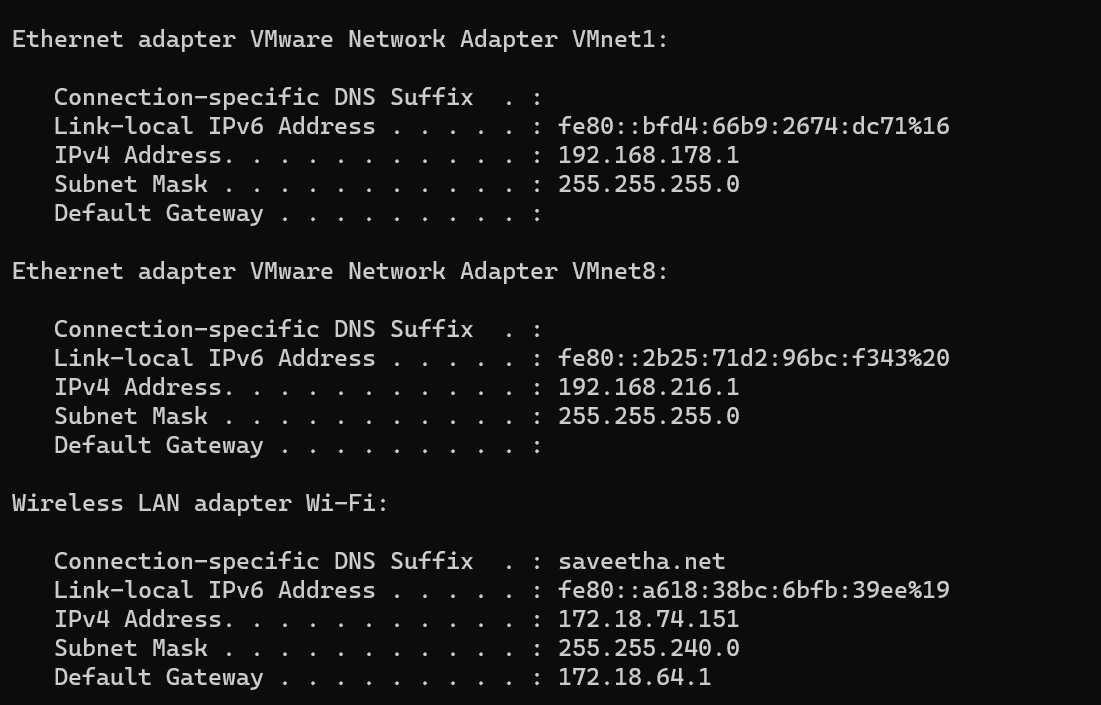 Ethernet adapter VMware Network Adapter VMnet1:
Connection-specific DNS Suffix  . :
Link-local IPv6 Address . . . . . : fe80::bfd4:66b9:2674:dc71%16
IPv4 Address. . . . . . . . . . . : 192.168.178.1
Subnet Mask . . . . . . . . . . . : 255.255.255.0
Default Gateway . . . . . . . . . :
Ethernet adapter VMware Network Adapter VMnet8:
Connection-specific DNS Suffix  . :
Link-local IPv6 Address . . . . . : fe80::2b25:71d2:96bc:f343%20
IPv4 Address. . . . . . . . . . . : 192.168.216.1
Subnet Mask . . . . . . . . . . . : 255.255.255.0
Default Gateway . . . . . . . . . :
Wireless LAN adapter Wi-Fi:
Connection-specific DNS Suffix  . : saveetha.net
Link-local IPv6 Address . . . . . : fe80::a618:38bc:6bfb:39ee%19
IPv4 Address. . . . . . . . . . . : 172.18.74.151
Subnet Mask . . . . . . . . . . . : 255.255.240.0
Default Gateway . . . . . . . . . : 172.18.64.1